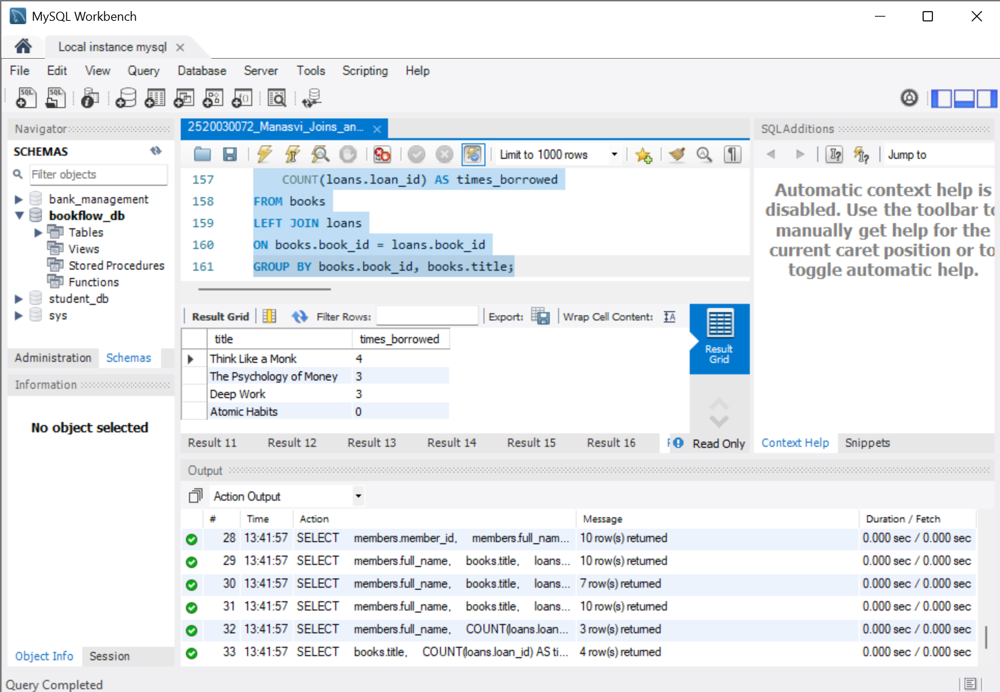 MySQL Workbench
Local instance mysql
File Edit View Query Database Server Tools Scripting Help
Navigator
SCHEMAS
Filter objects
bank_management
bookflow_db
Tables
Views
Stored Procedures
Functions
student_db
sys
Administration Schemas
Information
No object selected
Object Info Session
2520030072_Manasvi_Joins_an...
Limit to 1000 rows
157 COUNT(loans.loan_id) AS times_borrowed
158 FROM books
159 LEFT JOIN loans
160 ON books.book_id = loans.book_id
161 GROUP BY books.book_id, books.title;
Result Grid Filter Rows: Export: Wrap Cell Content:
title times_borrowed
Think Like a Monk 4
The Psychology of Money 3
Deep Work 3
Atomic Habits 0
Result
Grid
Result 11 Result 12 Result 13 Result 14 Result 15 Result 16 Read Only
SQLAdditions
Jump to
Automatic context help is
disabled. Use the toolbar to
manually get help for the
current caret position or to
toggle automatic help.
Context Help Snippets
Output
Action Output
# Time Action Message Duration / Fetch
28 13:41:57 SELECT members.member_id, members.full_nam... 10 row(s) returned 0.000 sec / 0.000 sec
29 13:41:57 SELECT members.full_name, books.title, loans... 10 row(s) returned 0.000 sec / 0.000 sec
30 13:41:57 SELECT members.full_name, books.title, loans... 7 row(s) returned 0.000 sec / 0.000 sec
31 13:41:57 SELECT members.full_name, books.title, loans... 10 row(s) returned 0.000 sec / 0.000 sec
32 13:41:57 SELECT members.full_name, COUNT(loans.loan... 3 row(s) returned 0.000 sec / 0.000 sec
33 13:41:57 SELECT books.title, COUNT(loans.loan_id) AS ti... 4 row(s) returned 0.000 sec / 0.000 sec
Query Completed